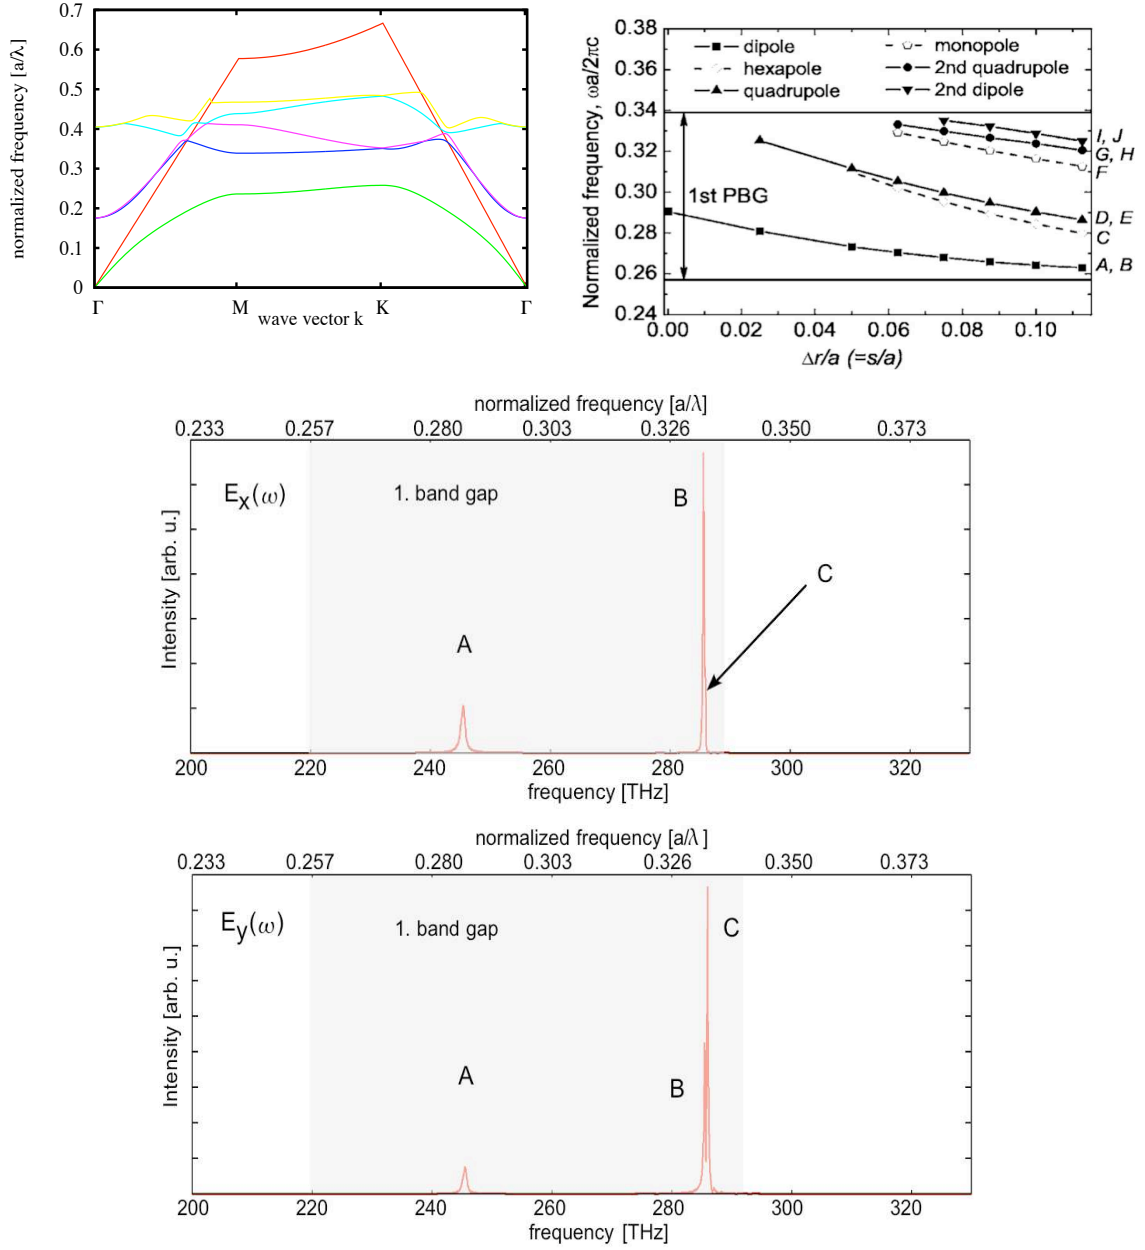 normalized frequency [a/λ]
0.7
0.6
0.5
0.4
0.3
0.2
0.1
0
Γ
M
K
Γ
wave vector k
Normalized frequency, ωa/2πc
0.38
0.36
0.34
0.32
0.30
0.28
0.26
0.24
dipole
hexapole
quadrupole
monopole
2nd quadrupole
2nd dipole
1st PBG
I, J
G, H
F
D, E
C
A, B
0.00 0.02 0.04 0.06 0.08 0.10
Δr/a (=s/a)
normalized frequency [a/λ]
0.233 0.257 0.280 0.303 0.326 0.350 0.373
Ex(ω)
1. band gap
B
C
A
Intensity [arb. u.]
200 220 240 260 280 300 320
frequency [THz]
normalized frequency [a/λ ]
0.233 0.257 0.280 0.303 0.326 0.350 0.373
Ey(ω)
1. band gap
C
A
B
Intensity [arb. u.]
200 220 240 260 280 300 320
frequency [THz]